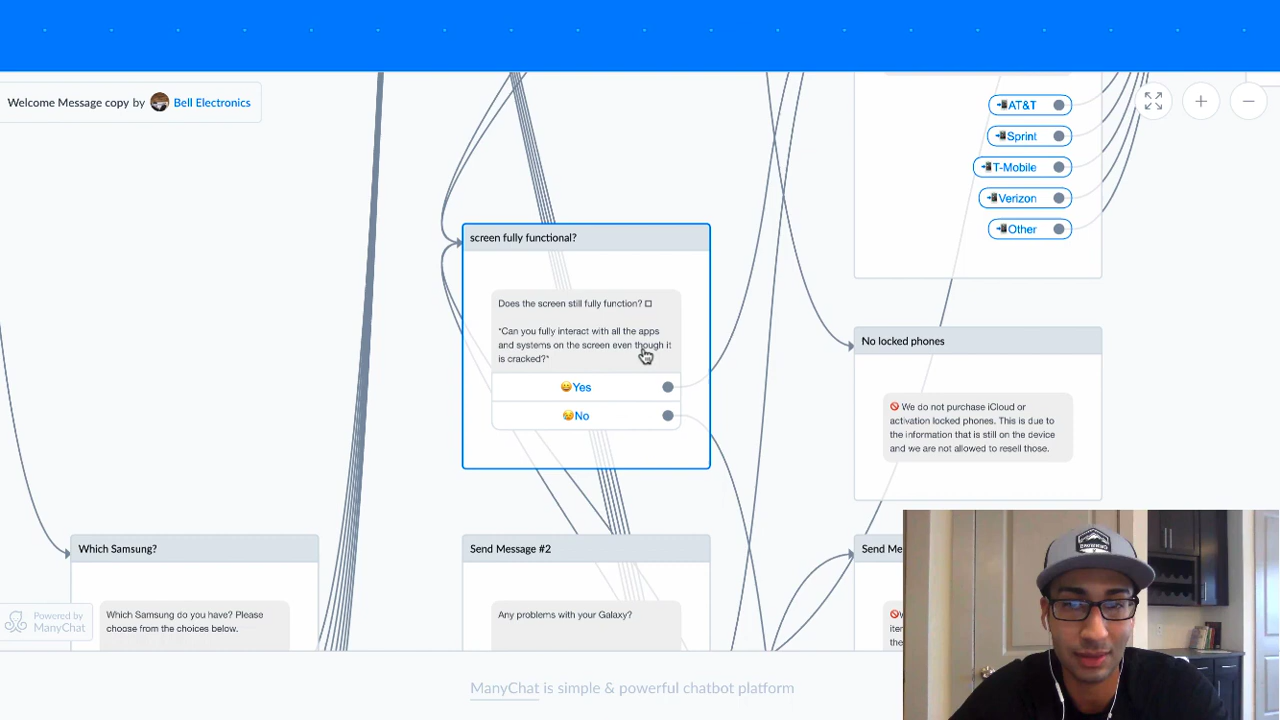 Welcome Message copy by Bell Electronics
AT&T
Sprint
T-Mobile
Verizon
Other
screen fully functional?
Does the screen still fully function?
*Can you fully interact with all the apps
and systems on the screen even though it
is cracked?*
Yes
No
No locked phones
We do not purchase iCloud or
activation locked phones. This is due to
the information that is still on the device
and we are not allowed to resell those.
Which Samsung?
Which Samsung do you have? Please
choose from the choices below.
Send Message #2
Any problems with your Galaxy?
Send Me
Powered by
ManyChat
ManyChat is simple & powerful chatbot platform